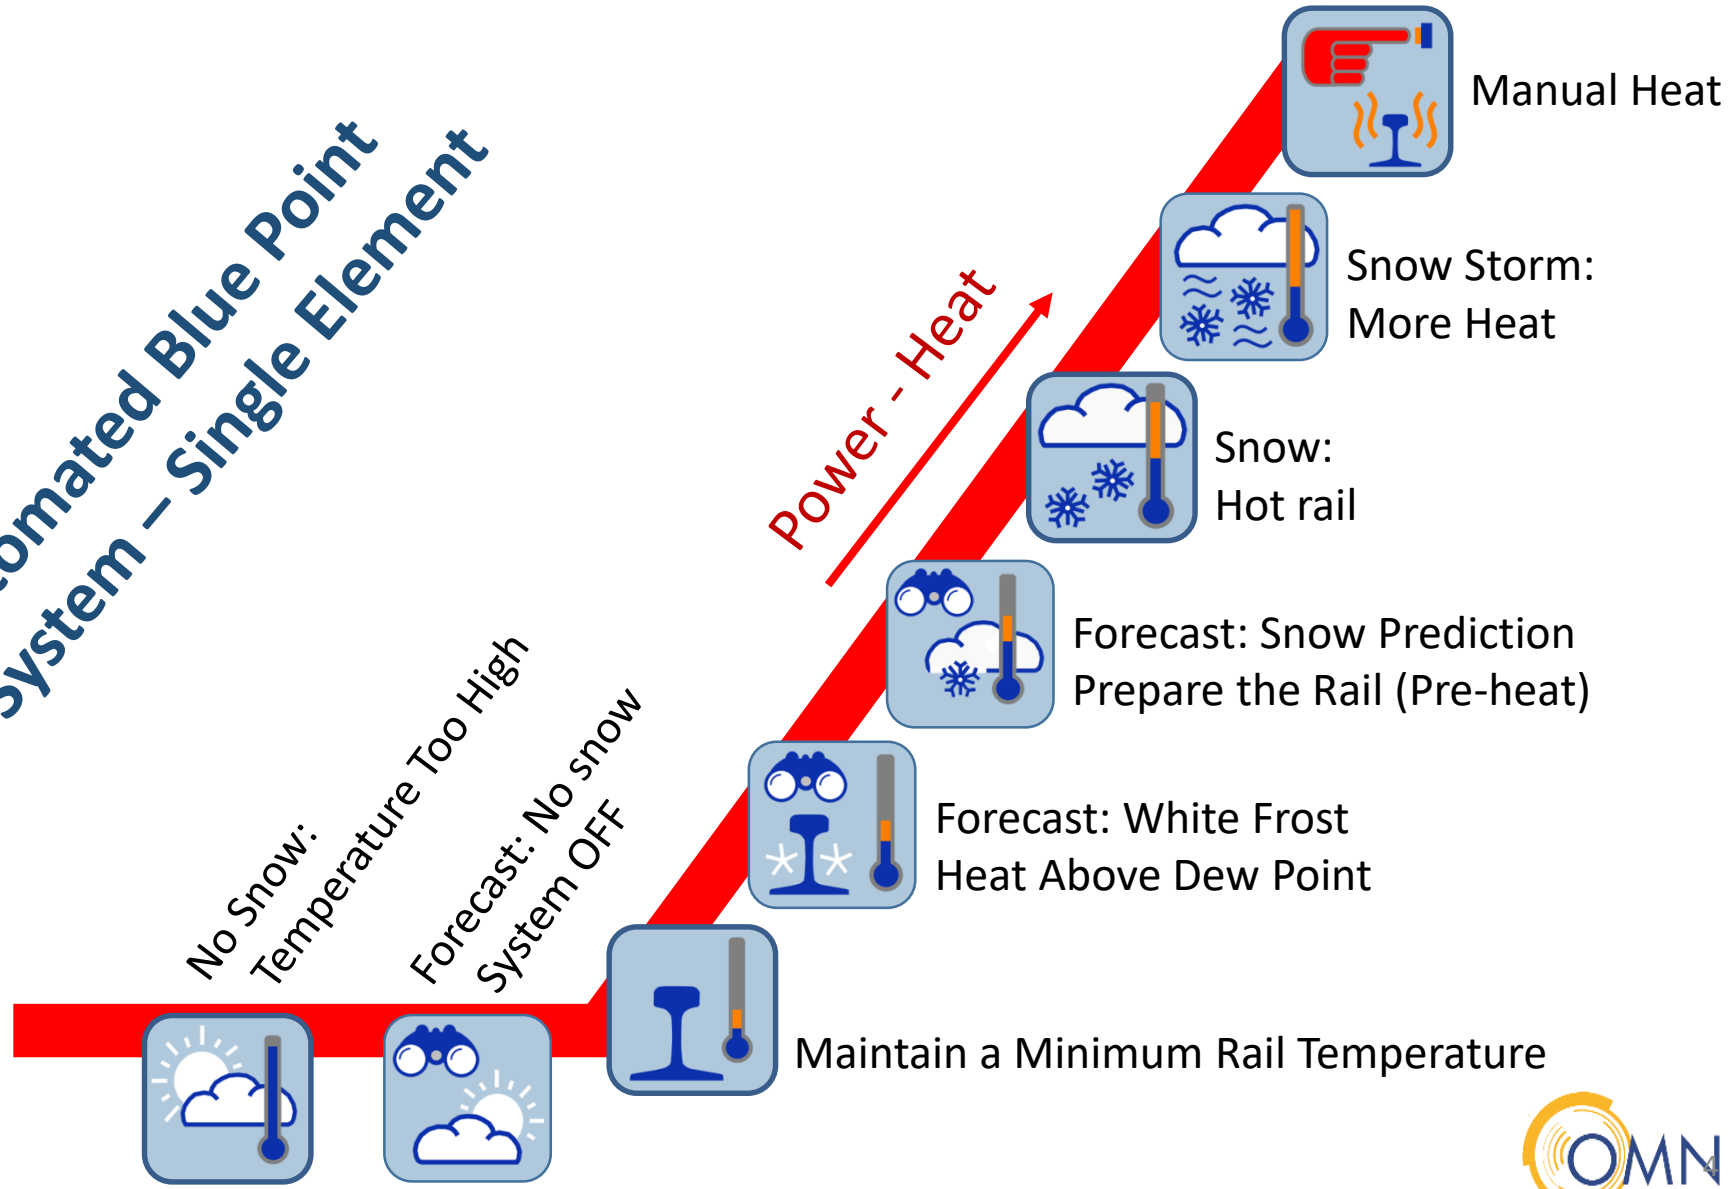 tomated Blue Point
System – Single Element
Manual Heat
Snow Storm:
More Heat
Power - Heat
Snow:
Hot rail
Forecast: Snow Prediction
Prepare the Rail (Pre-heat)
No Snow:
Temperature Too High
Forecast: No snow
System OFF
Forecast: White Frost
Heat Above Dew Point
Maintain a Minimum Rail Temperature
OMN
4